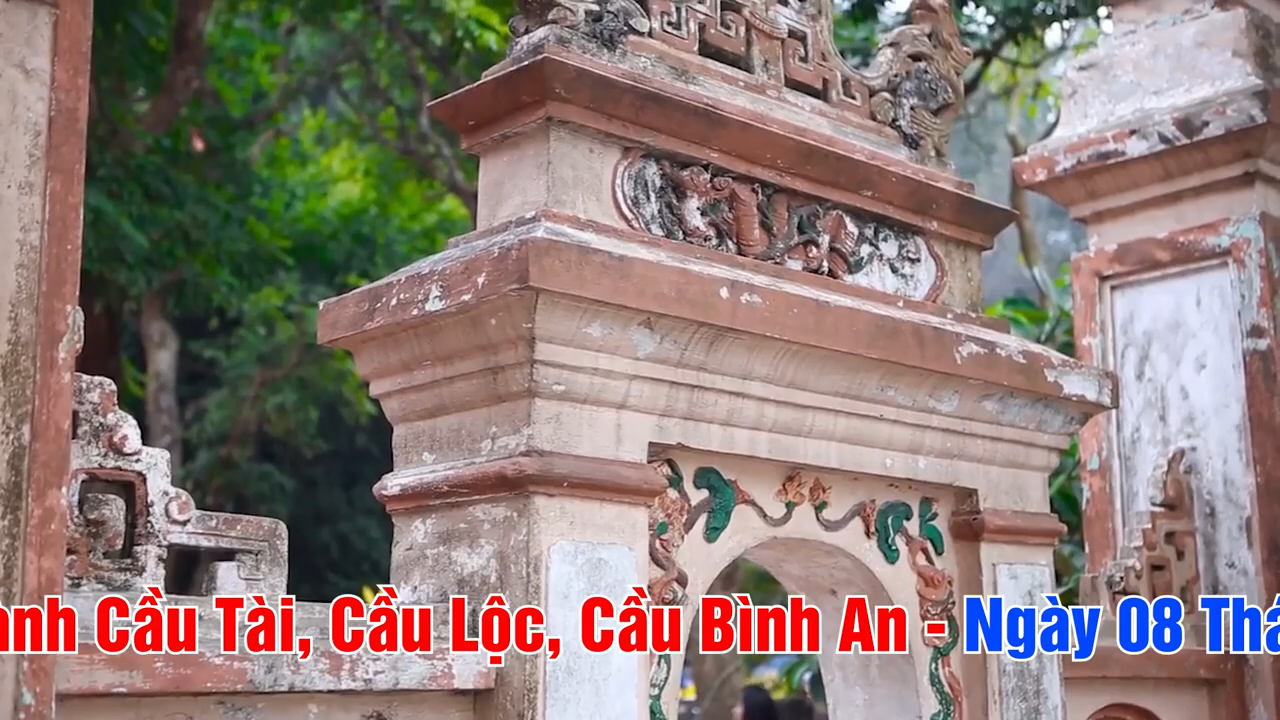 Cầu Tài, Cầu Lộc, Cầu Bình An - Ngày 08